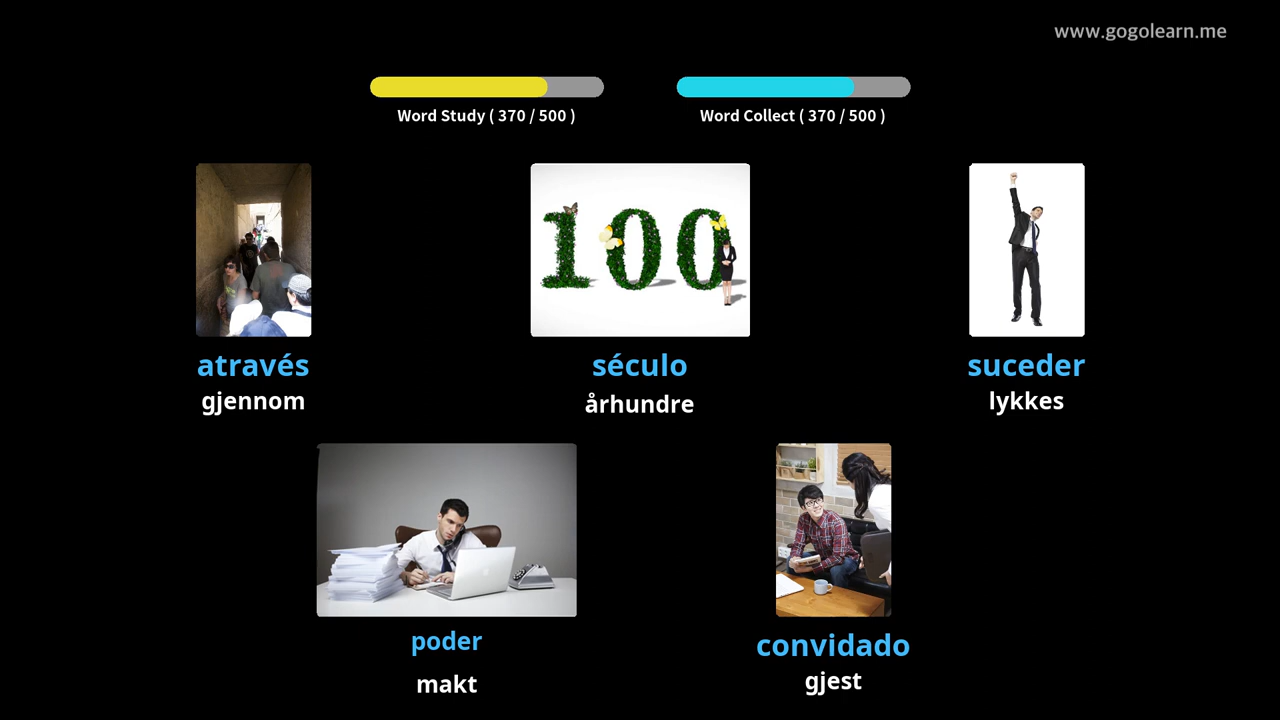 www.gogolearn.me
Word Study ( 370 / 500 )
Word Collect ( 370 / 500 )
através
gjennom
século
århundre
suceder
lykkes
poder
makt
convidado
gjest